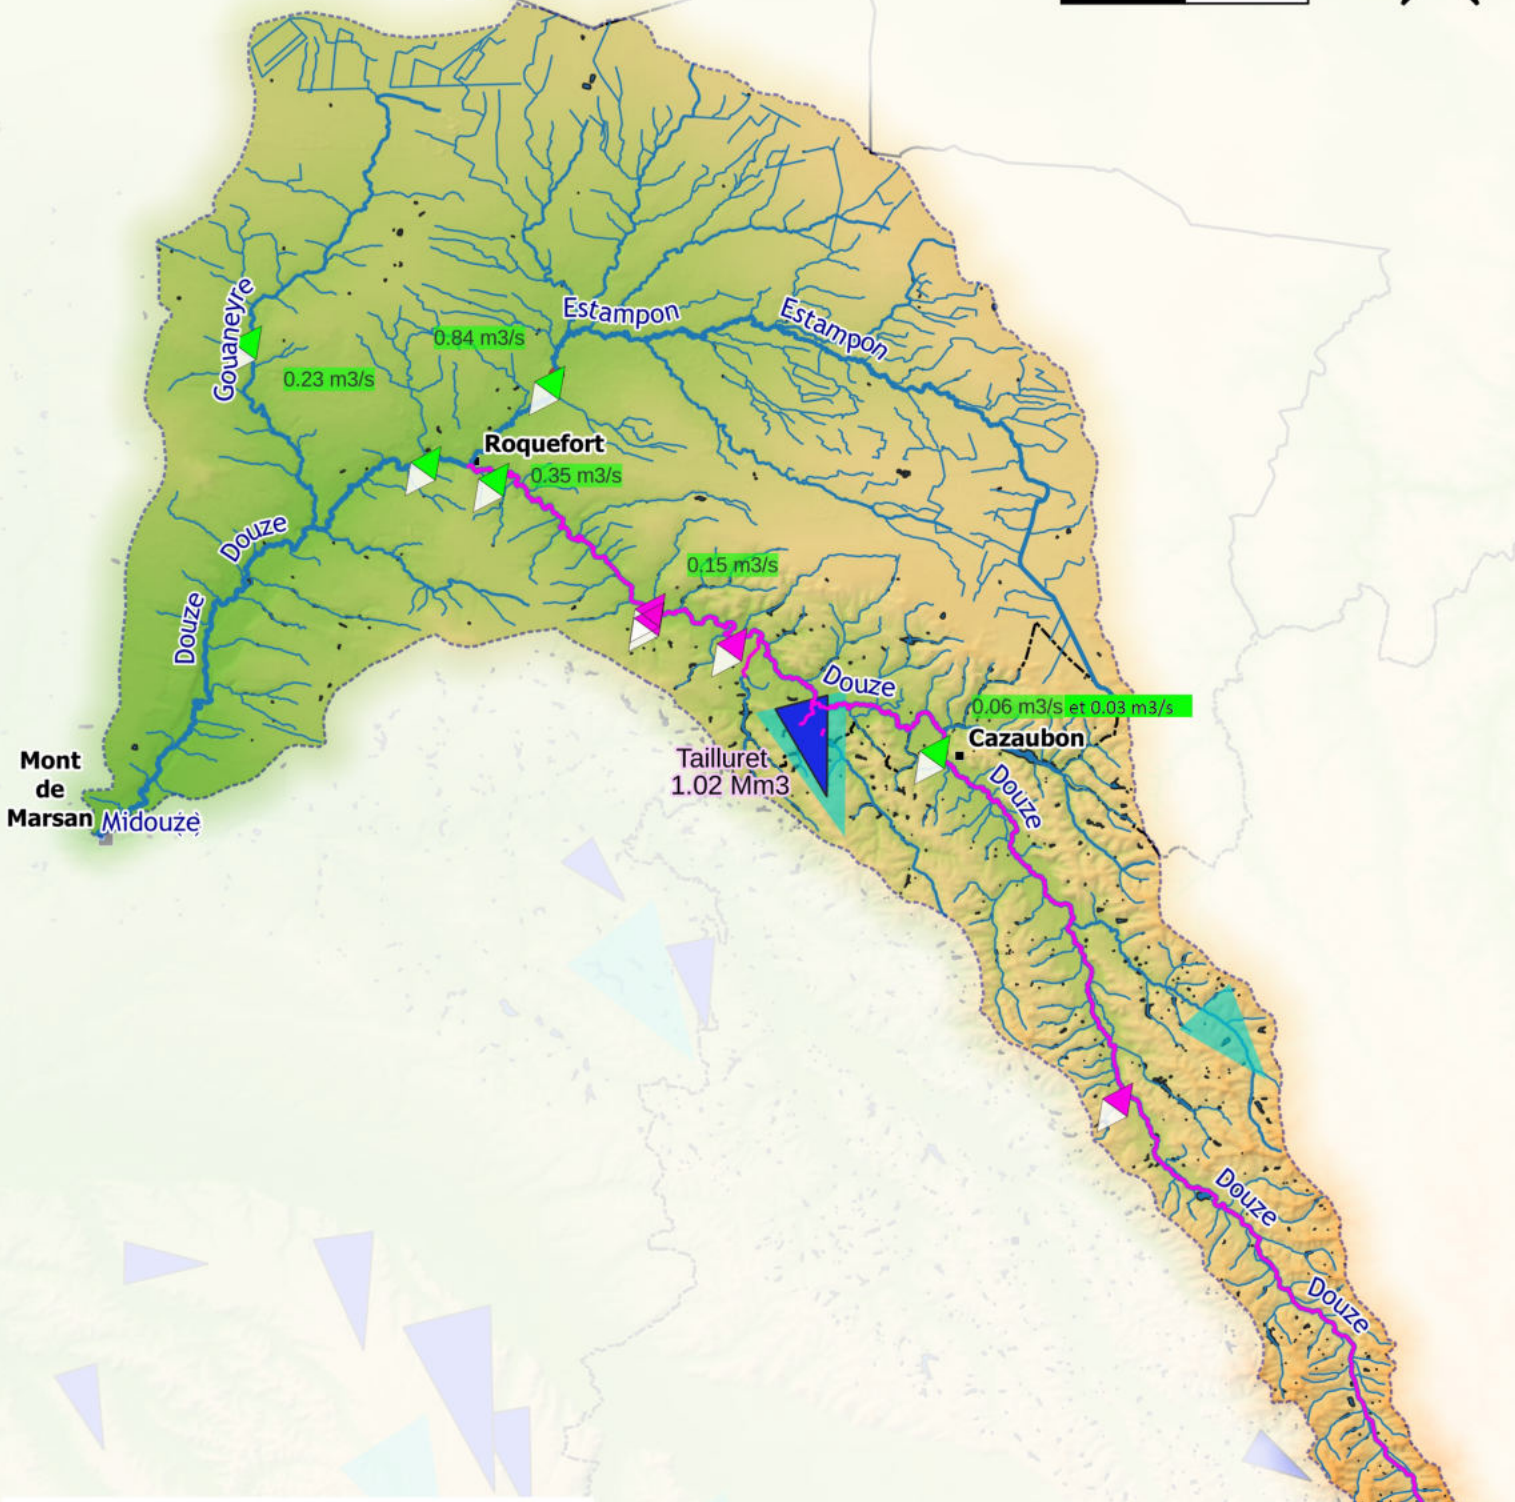 Estampon
Estampon
Gouaneyre
0.84 m3/s
0.23 m3/s
Roquefort
0.35 m3/s
Douze
0.15 m3/s
Douze
Douze
0.06 m3/s et 0.03 m3/s
Cazaubon
Tailluret
1.02 Mm3
Douze
Mont
de
Marsan
Midouze
Douze
Douze